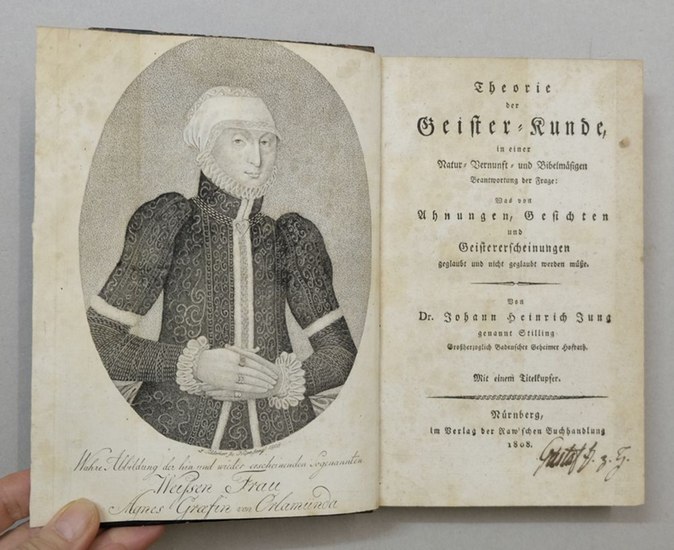 Wahre Abbildung der hin und wieder erscheinenden sogenannten
Weißen Frau
Agnes Græfin von Orlamunda
Theorie
der
Geister-Kunde,
in einer
Natur- Vernunft- und Bibelmäßigen
Beantwortung der Frage:
Was von
Ahnungen, Gesichten
und
Geistererscheinungen
geglaubt und nicht geglaubt werden müße.
Von
Dr. Johann Heinrich Jung
genannt Stilling
Großherzoglich Badenscher Geheimer Hofrath.
Mit einem Titelkupfer.
Nürnberg,
im Verlag der Raw'schen Buchhandlung
1808.
Gustaf